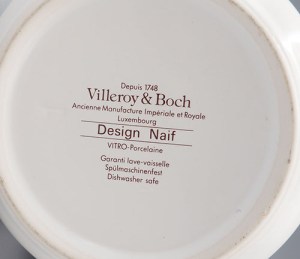 Depuis 1748
Villeroy & Boch
Ancienne Manufacture Impériale et Royale
Luxembourg
Design Naif
VITRO-Porcelaine
Garanti lave-vaisselle
Spülmaschinenfest
Dishwasher safe